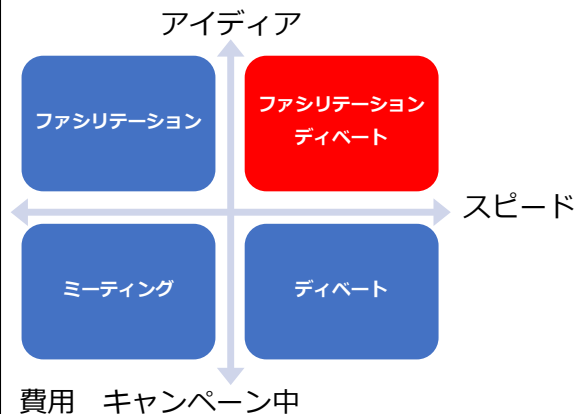 アイディア
ファシリテーション
ファシリテーション
ディベート
スピード
ミーティング
ディベート
費用　キャンペーン中